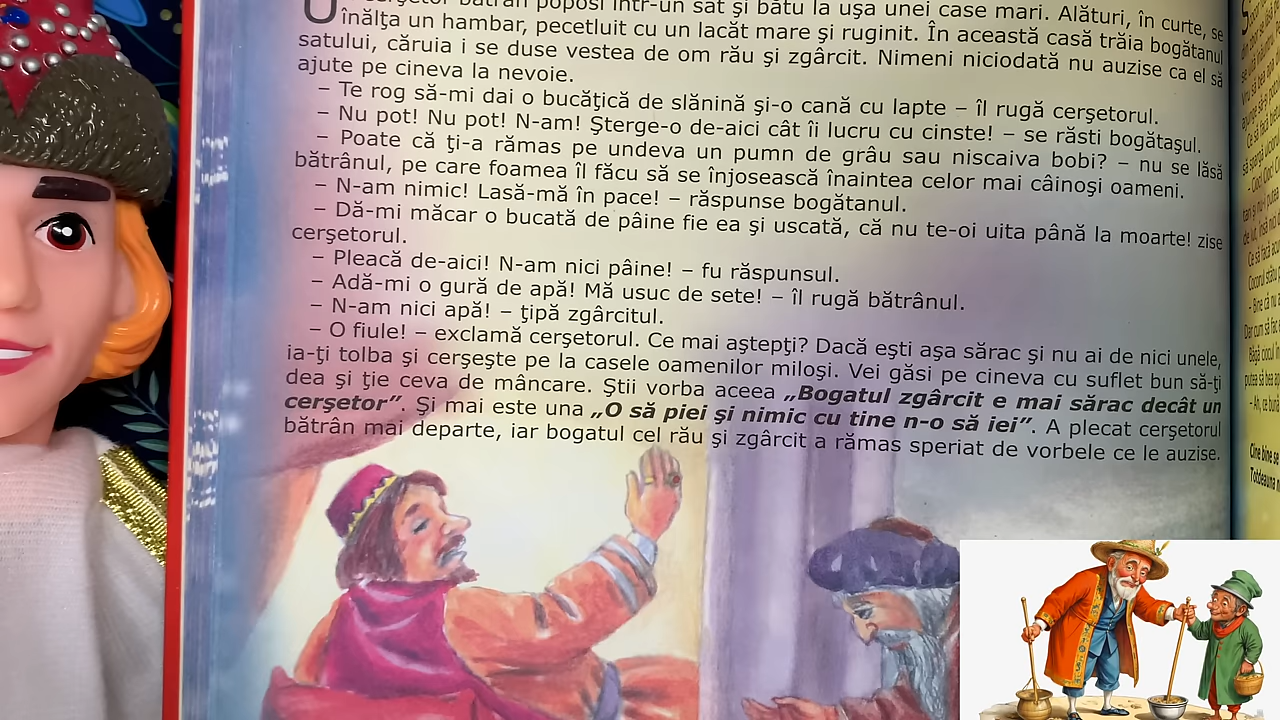 U
cerşetor bătrân poposi într-un sat şi bătu la uşa unei case mari. Alături, în curte, se
înălţa un hambar, pecetluit cu un lacăt mare şi ruginit. În această casă trăia bogătanul
satului, căruia i se duse vestea de om rău şi zgârcit. Nimeni niciodată nu auzise ca el să
ajute pe cineva la nevoie.
– Te rog să-mi dai o bucăţică de slănină şi-o cană cu lapte – îl rugă cerşetorul.
– Nu pot! Nu pot! N-am! Şterge-o de-aici cât îi lucru cu cinste! – se răsti bogătaşul.
– Poate că ţi-a rămas pe undeva un pumn de grâu sau niscaiva bobi? – nu se lăsă
bătrânul, pe care foamea îl făcu să se înjosească înaintea celor mai câinoşi oameni.
– N-am nimic! Lasă-mă în pace! – răspunse bogătanul.
– Dă-mi măcar o bucată de pâine fie ea şi uscată, că nu te-oi uita până la moarte! zise
cerşetorul.
– Pleacă de-aici! N-am nici pâine! – fu răspunsul.
– Adă-mi o gură de apă! Mă usuc de sete! – îl rugă bătrânul.
– N-am nici apă! – ţipă zgârcitul.
– O fiule! – exclamă cerşetorul. Ce mai aştepţi? Dacă eşti aşa sărac şi nu ai de nici unele,
ia-ţi tolba şi cerşeşte pe la casele oamenilor miloşi. Vei găsi pe cineva cu suflet bun să-ţi
dea şi ţie ceva de mâncare. Ştii vorba aceea „Bogatul zgârcit e mai sărac decât un
cerşetor”. Şi mai este una „O să piei şi nimic cu tine n-o să iei”. A plecat cerşetorul
bătrân mai departe, iar bogatul cel rău şi zgârcit a rămas speriat de vorbele ce le auzise.
Cine bine se